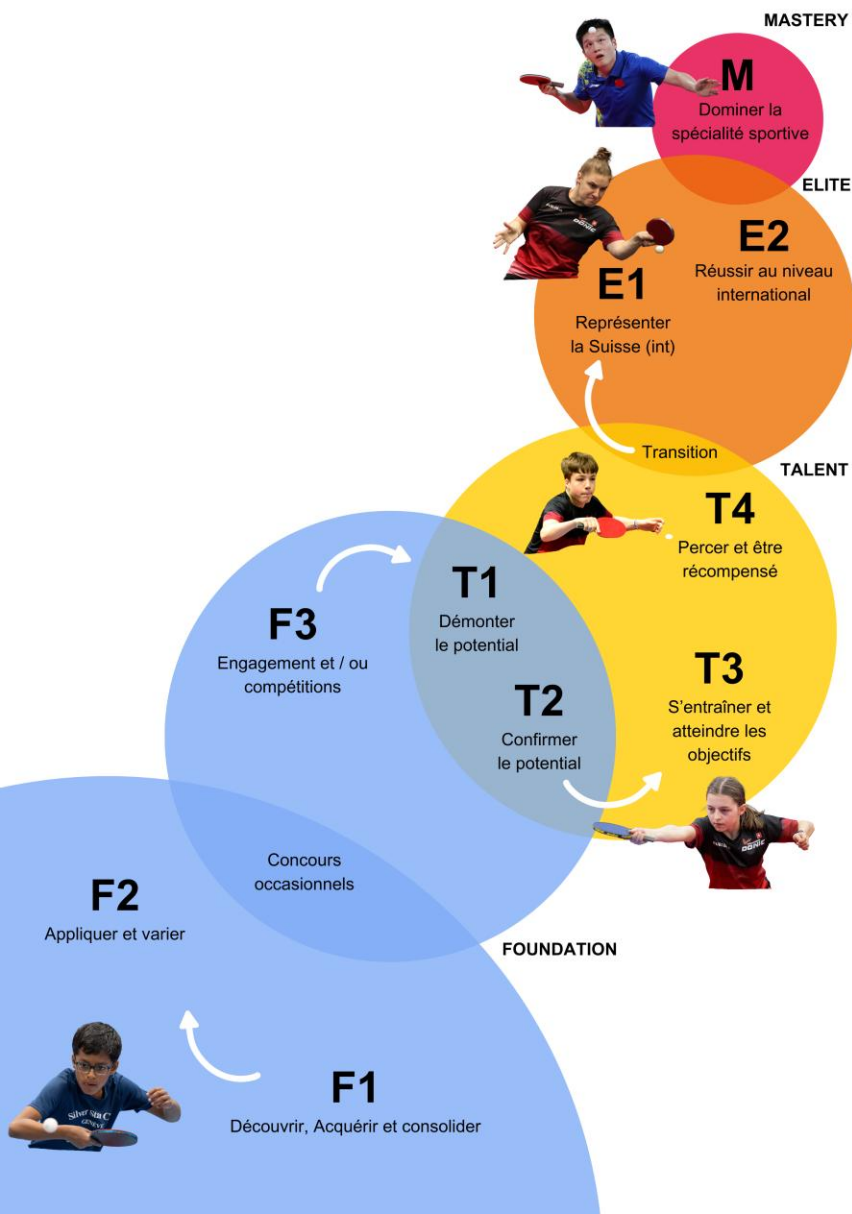 MASTERY
M
Dominer la
spécialité sportive
ELITE
E2
Réussir au niveau
international
E1
Représenter
la Suisse (int)
Transition
TALENT
T4
Percer et être
récompensé
T1
Démonter
le potential
F3
Engagement et / ou
compétitions
T3
S'entraîner et
atteindre les
objectifs
T2
Confirmer
le potential
DONIC
Concours
occasionnels
F2
Appliquer et varier
FOUNDATION
F1
Découvrir, Acquérir et consolider